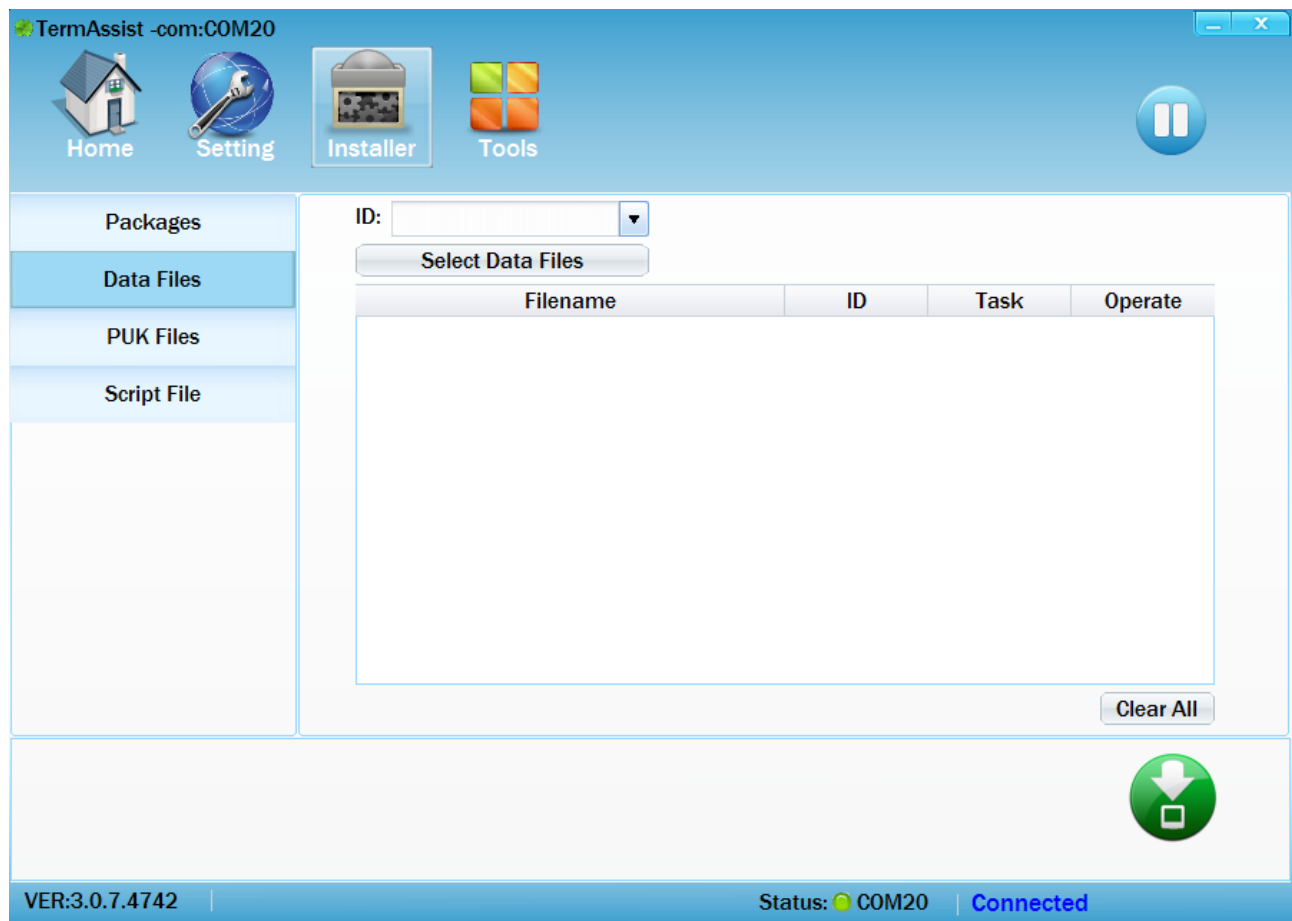 TermAssist -com:COM20
X
Home Setting Installer Tools
Packages
Data Files
PUK Files
Script File
ID:
Select Data Files
Filename ID Task Operate
Clear All
VER:3.0.7.4742
Status: COM20 Connected